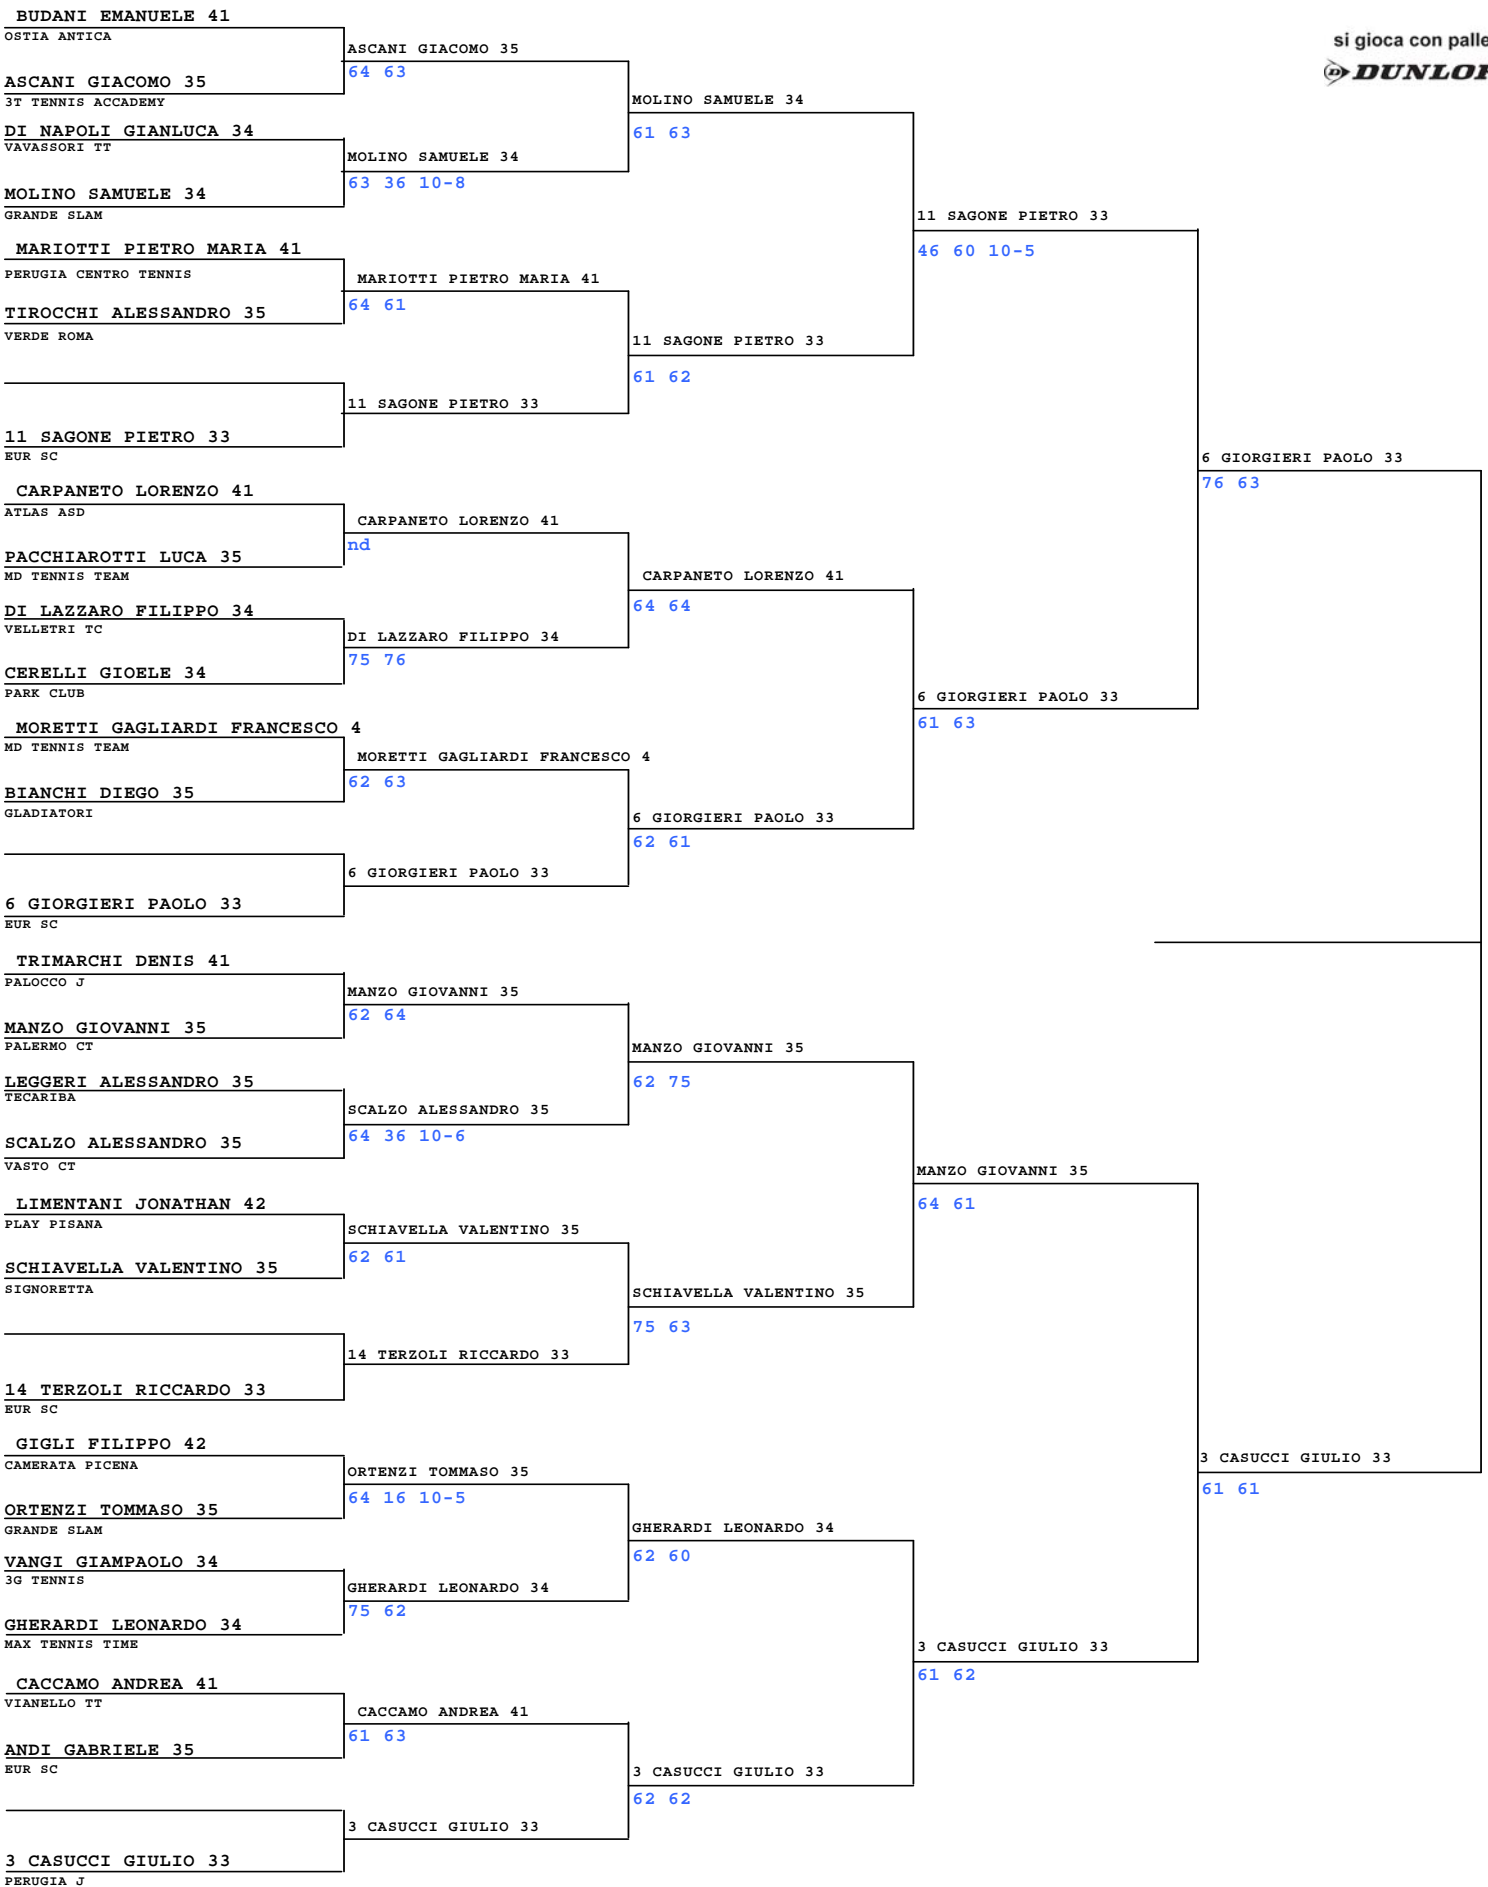 BUDANI EMANUELE 41
OSTIA ANTICA
si gioca con palle
ASCANI GIACOMO 35
64 63
DUNLOP
ASCANI GIACOMO 35
3T TENNIS ACCADEMY
MOLINO SAMUELE 34
61 63
DI NAPOLI GIANLUCA 34
VAVASSORI TT
MOLINO SAMUELE 34
63 36 10-8
MOLINO SAMUELE 34
GRANDE SLAM
11 SAGONE PIETRO 33
46 60 10-5
MARIOTTI PIETRO MARIA 41
PERUGIA CENTRO TENNIS
MARIOTTI PIETRO MARIA 41
64 61
TIROCCHI ALESSANDRO 35
VERDE ROMA
11 SAGONE PIETRO 33
61 62
11 SAGONE PIETRO 33
11 SAGONE PIETRO 33
EUR SC
6 GIORGIERI PAOLO 33
76 63
CARPANETO LORENZO 41
ATLAS ASD
CARPANETO LORENZO 41
nd
PACCHIAROTTI LUCA 35
MD TENNIS TEAM
CARPANETO LORENZO 41
64 64
DI LAZZARO FILIPPO 34
VELLETRI TC
DI LAZZARO FILIPPO 34
75 76
CERELLI GIOELE 34
PARK CLUB
6 GIORGIERI PAOLO 33
61 63
MORETTI GAGLIARDI FRANCESCO 4
MD TENNIS TEAM
MORETTI GAGLIARDI FRANCESCO 4
62 63
BIANCHI DIEGO 35
GLADIATORI
6 GIORGIERI PAOLO 33
62 61
6 GIORGIERI PAOLO 33
6 GIORGIERI PAOLO 33
EUR SC
TRIMARCHI DENIS 41
PALOCCO J
MANZO GIOVANNI 35
62 64
MANZO GIOVANNI 35
PALERMO CT
MANZO GIOVANNI 35
62 75
LEGGERI ALESSANDRO 35
TECARIBA
SCALZO ALESSANDRO 35
64 36 10-6
SCALZO ALESSANDRO 35
VASTO CT
MANZO GIOVANNI 35
64 61
LIMENTANI JONATHAN 42
PLAY PISANA
SCHIAVELLA VALENTINO 35
62 61
SCHIAVELLA VALENTINO 35
SIGNORETTA
SCHIAVELLA VALENTINO 35
75 63
14 TERZOLI RICCARDO 33
14 TERZOLI RICCARDO 33
EUR SC
GIGLI FILIPPO 42
CAMERATA PICENA
3 CASUCCI GIULIO 33
61 61
ORTENZI TOMMASO 35
64 16 10-5
ORTENZI TOMMASO 35
GRANDE SLAM
GHERARDI LEONARDO 34
62 60
VANGI GIAMPAOLO 34
3G TENNIS
GHERARDI LEONARDO 34
75 62
GHERARDI LEONARDO 34
MAX TENNIS TIME
3 CASUCCI GIULIO 33
61 62
CACCAMO ANDREA 41
VIANELLO TT
CACCAMO ANDREA 41
61 63
ANDI GABRIELE 35
EUR SC
3 CASUCCI GIULIO 33
62 62
3 CASUCCI GIULIO 33
3 CASUCCI GIULIO 33
PERUGIA J